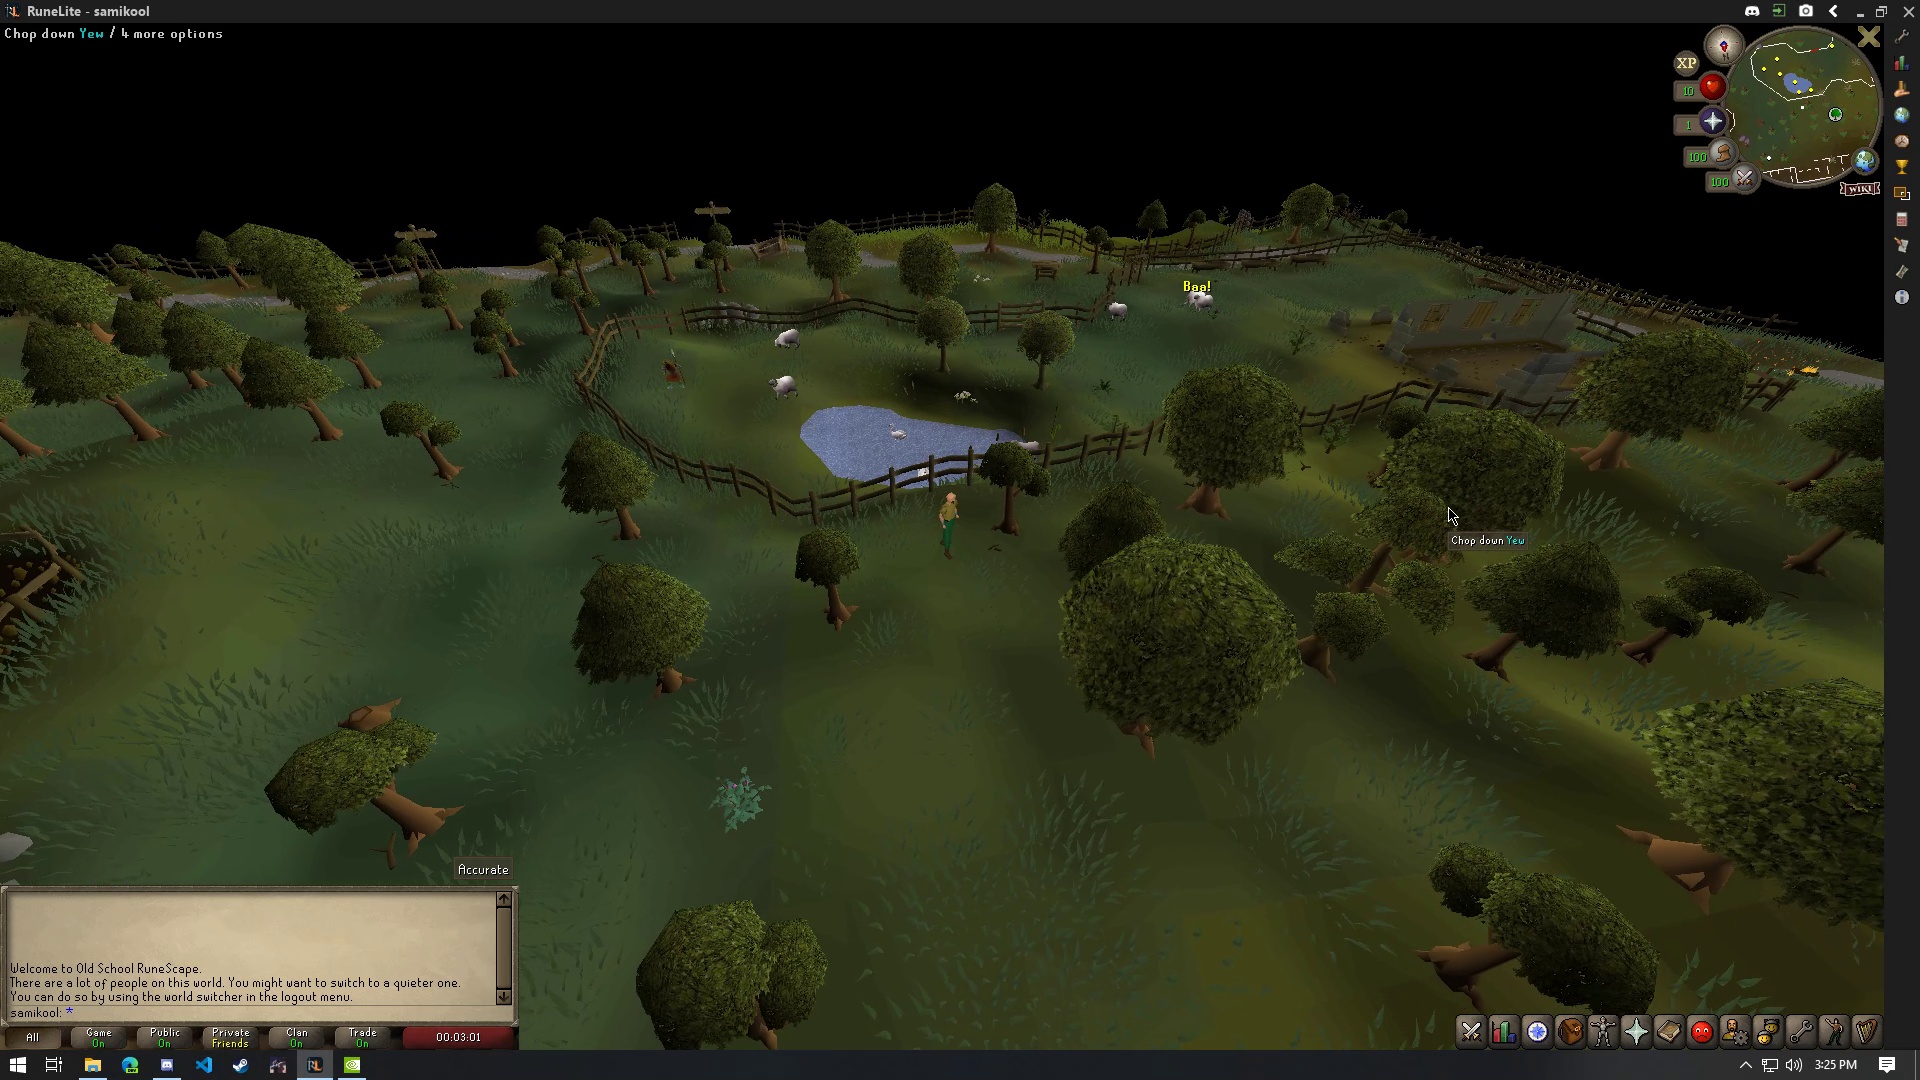 RuneLite - samikool
Chop down Yew / 4 more options
XP
10
1
100
100
WIKI
Baa!
Chop down Yew
Accurate
Welcome to Old School RuneScape.
There are a lot of people on this world. You might want to switch to a quieter one.
You can do so by using the world switcher in the logout menu.
samikool: *
All
Game
On
Public
On
Private
Friends
Clan
On
Trade
On
00:03:01
3:25 PM